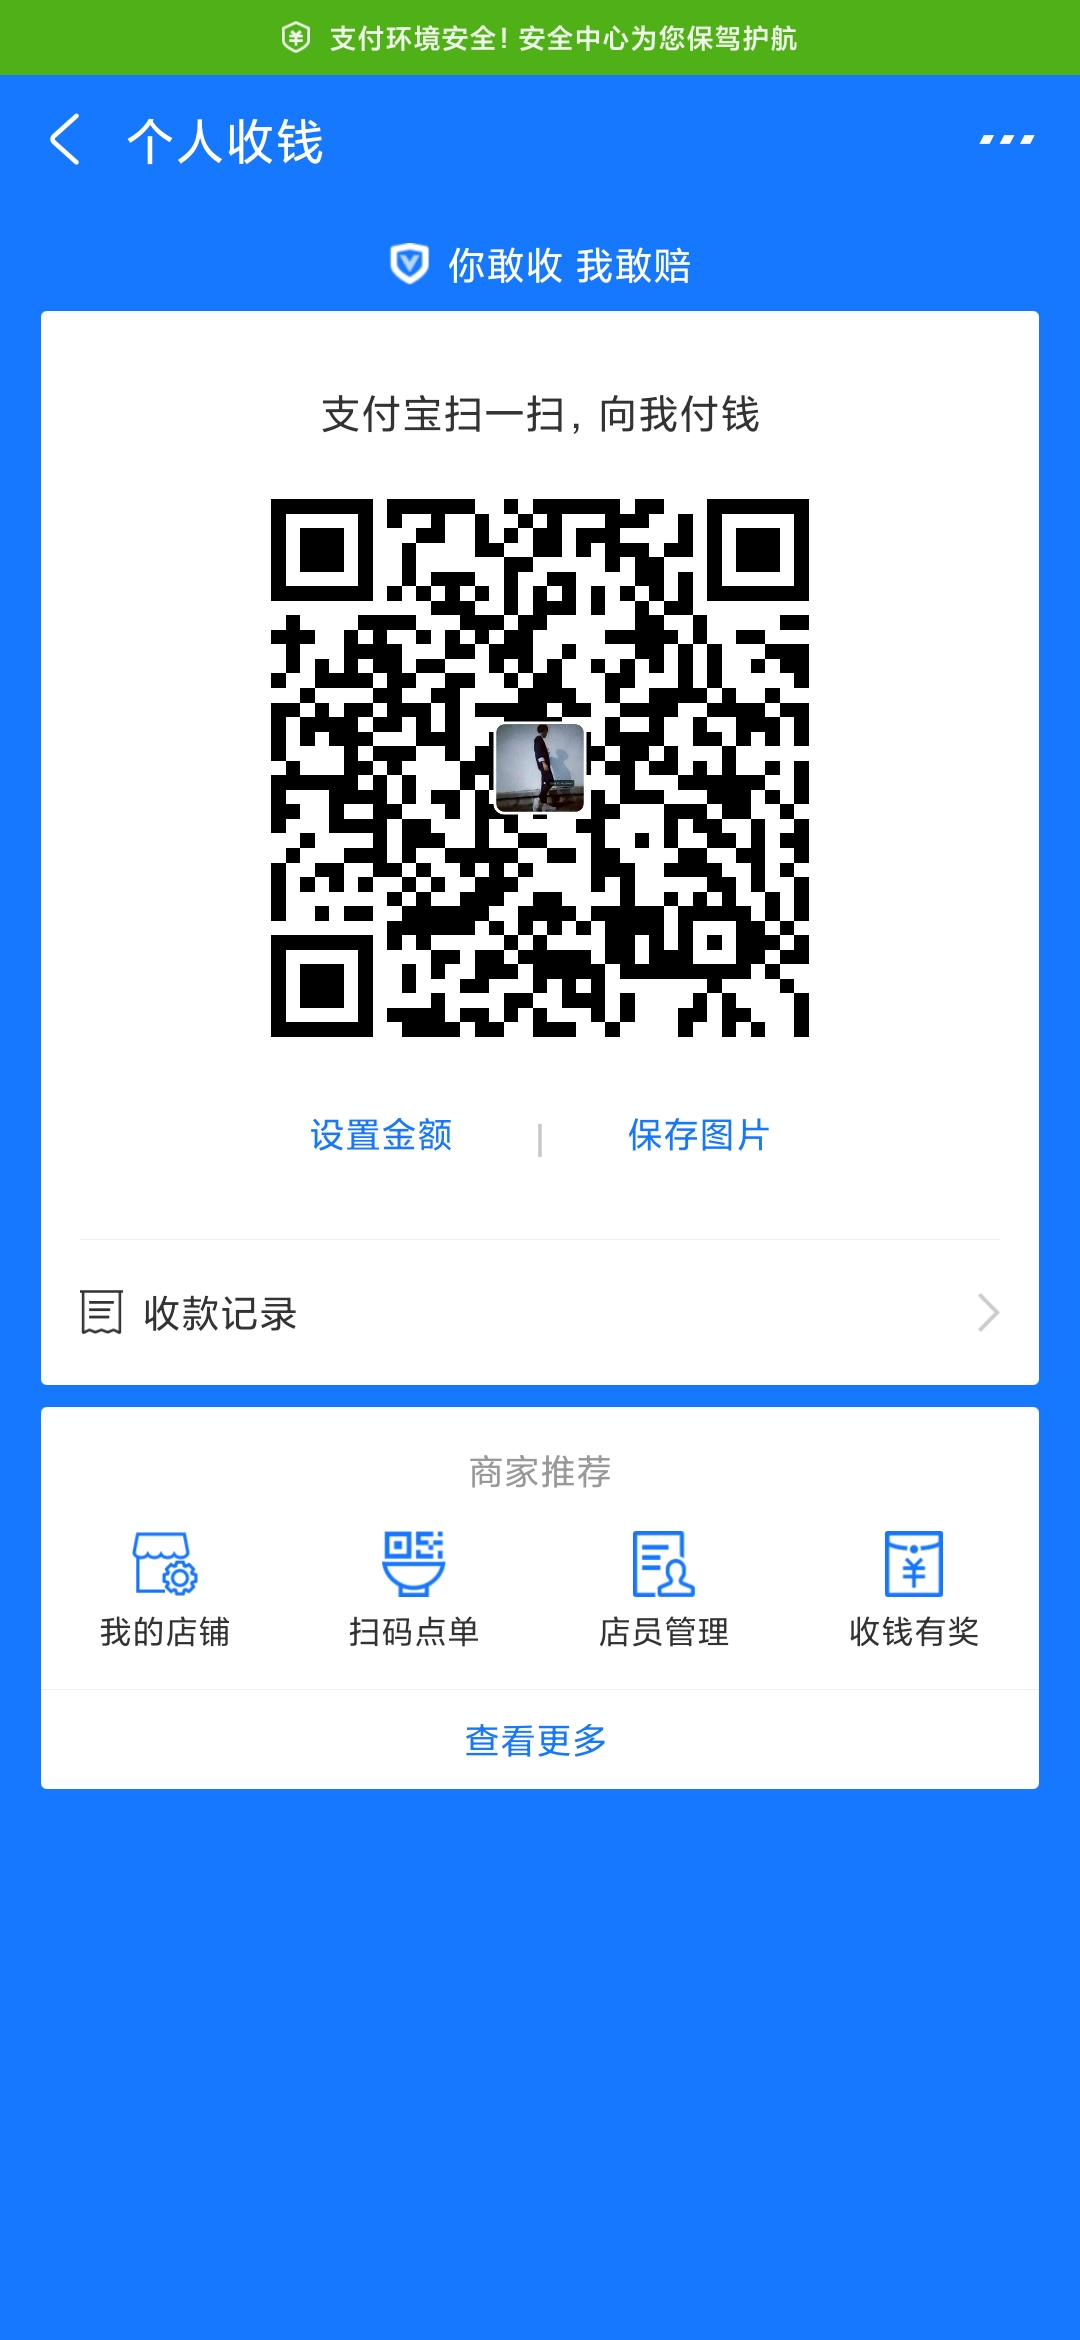 支付环境安全! 安全中心为您保驾护航
个人收钱
你敢收 我敢赔
支付宝扫一扫, 向我付钱
设置金额 | 保存图片
收款记录
商家推荐
我的店铺 扫码点单 店员管理 收钱有奖
查看更多